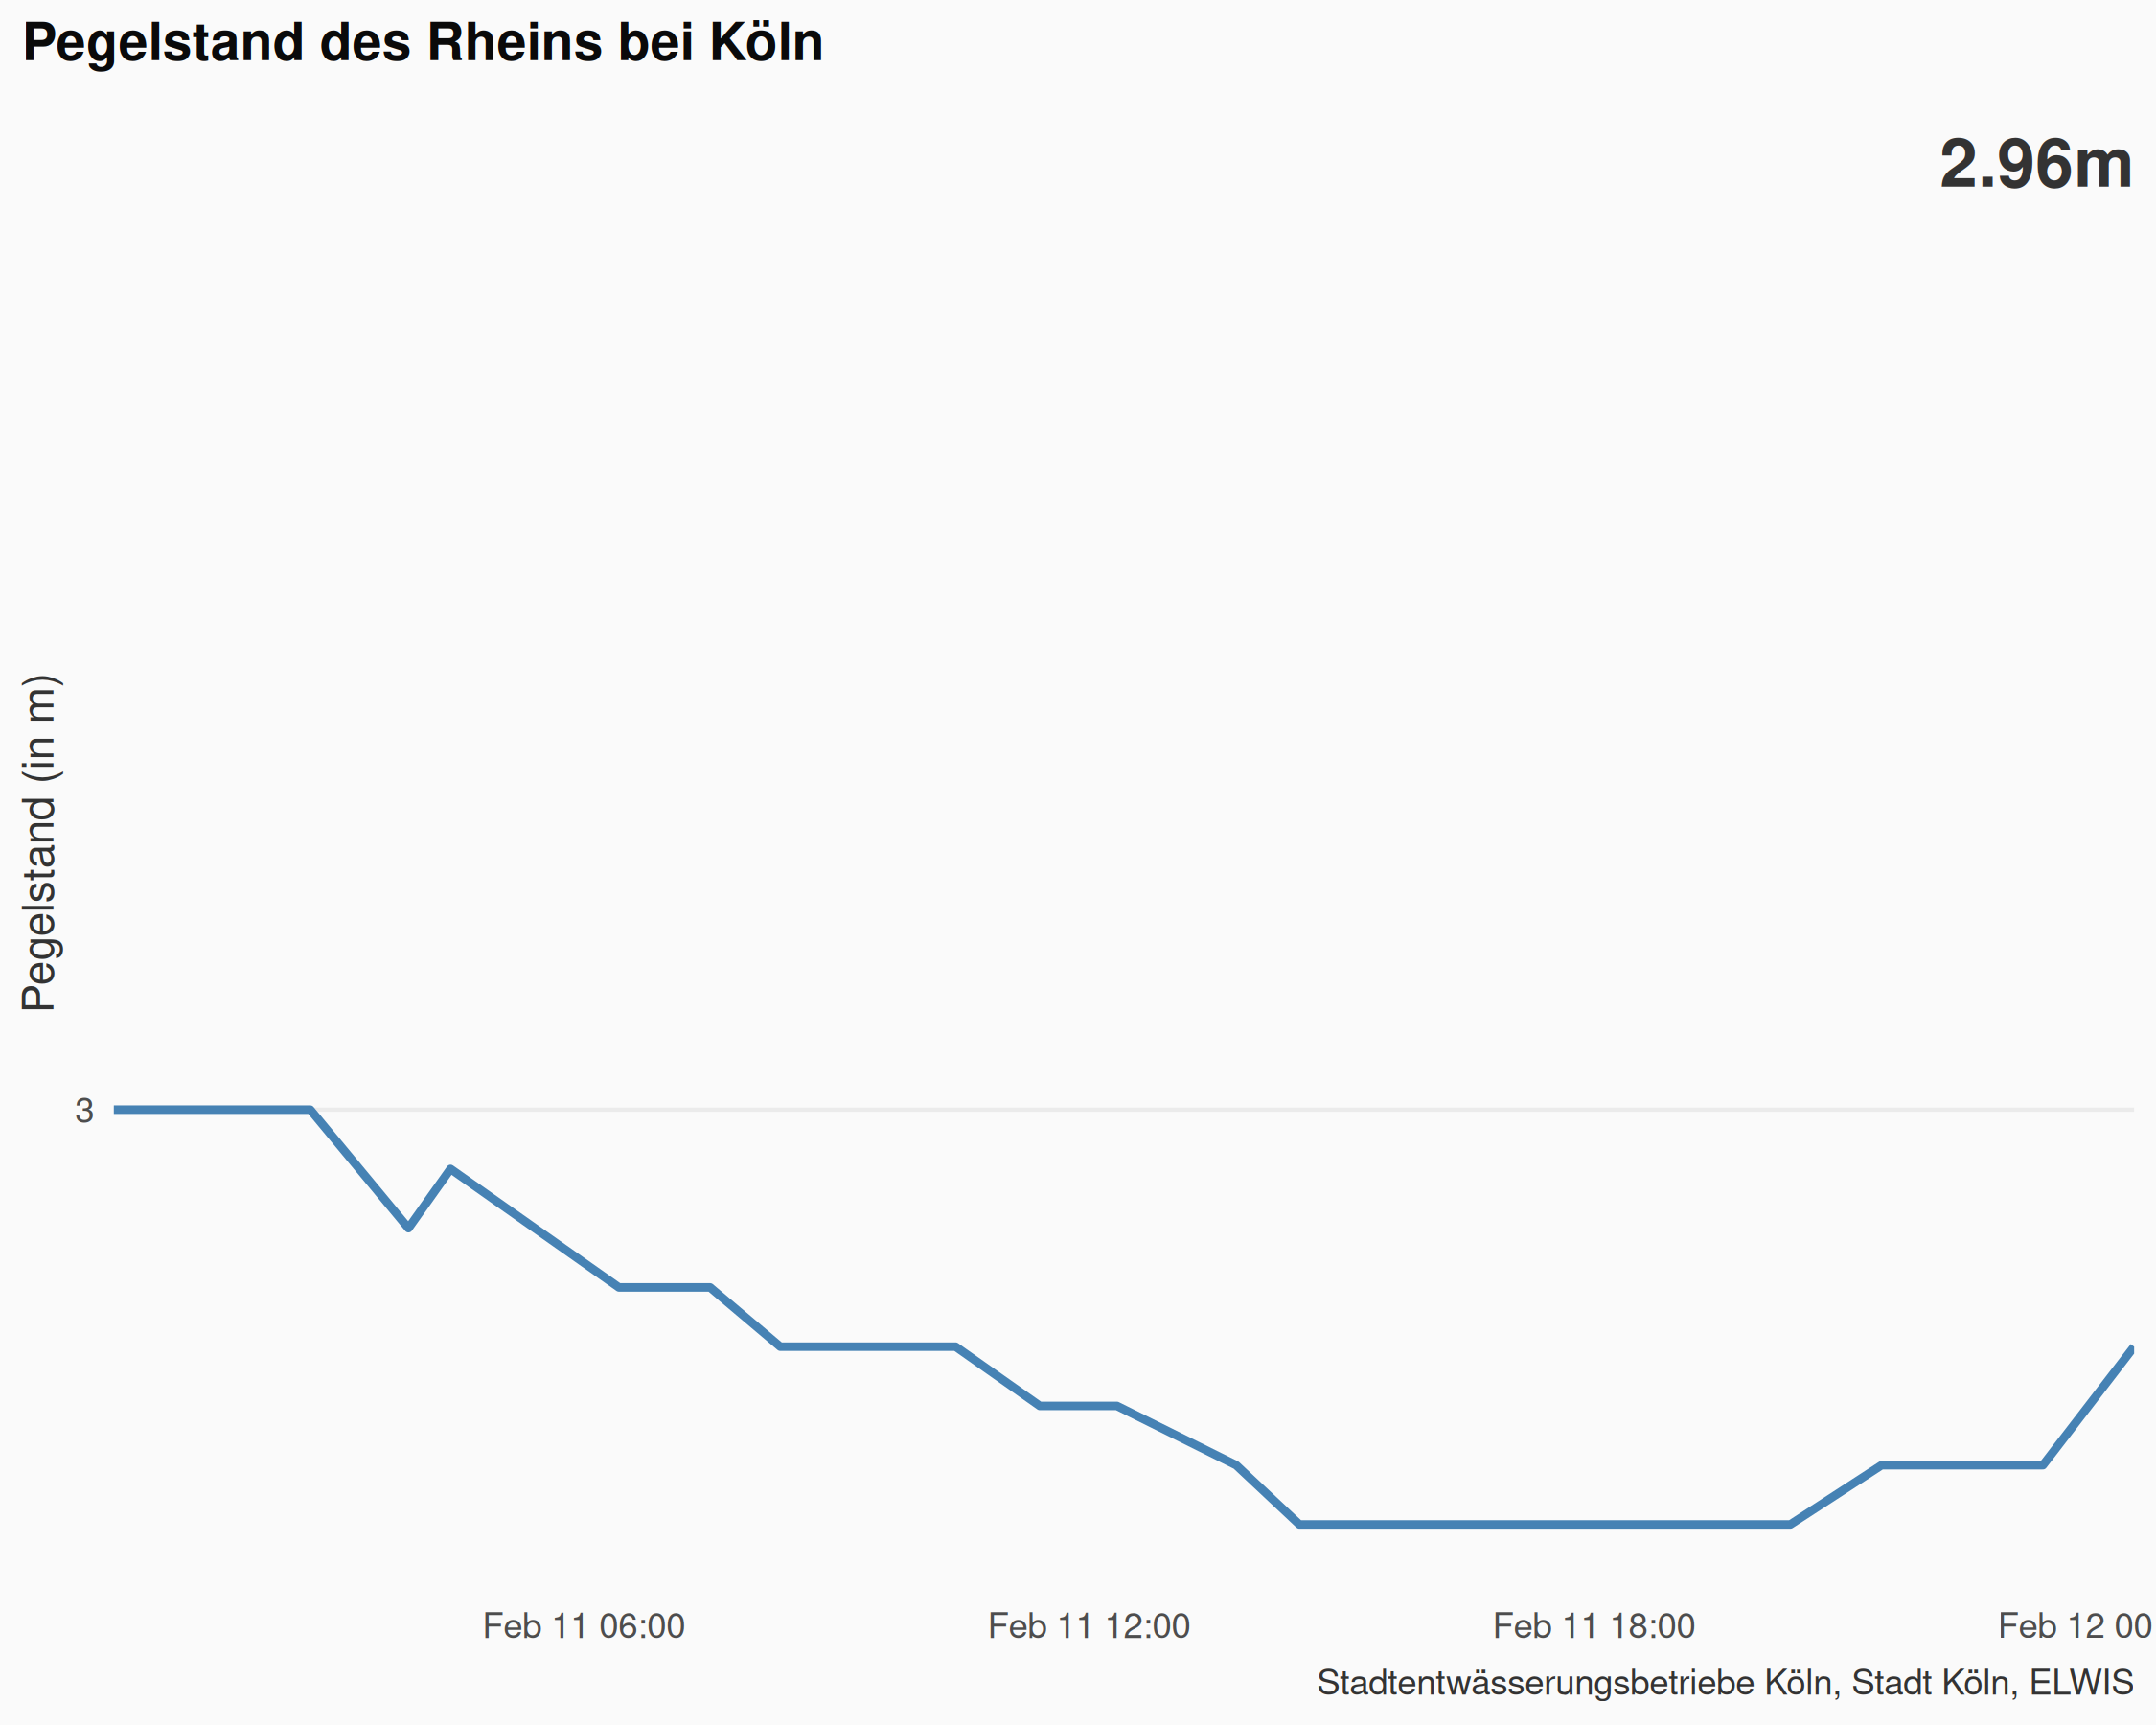 Pegelstand des Rheins bei Köln
2.96m
Pegelstand (in m)
3
Feb 11 06:00
Feb 11 12:00
Feb 11 18:00
Feb 12 00
Stadtentwässerungsbetriebe Köln, Stadt Köln, ELWIS